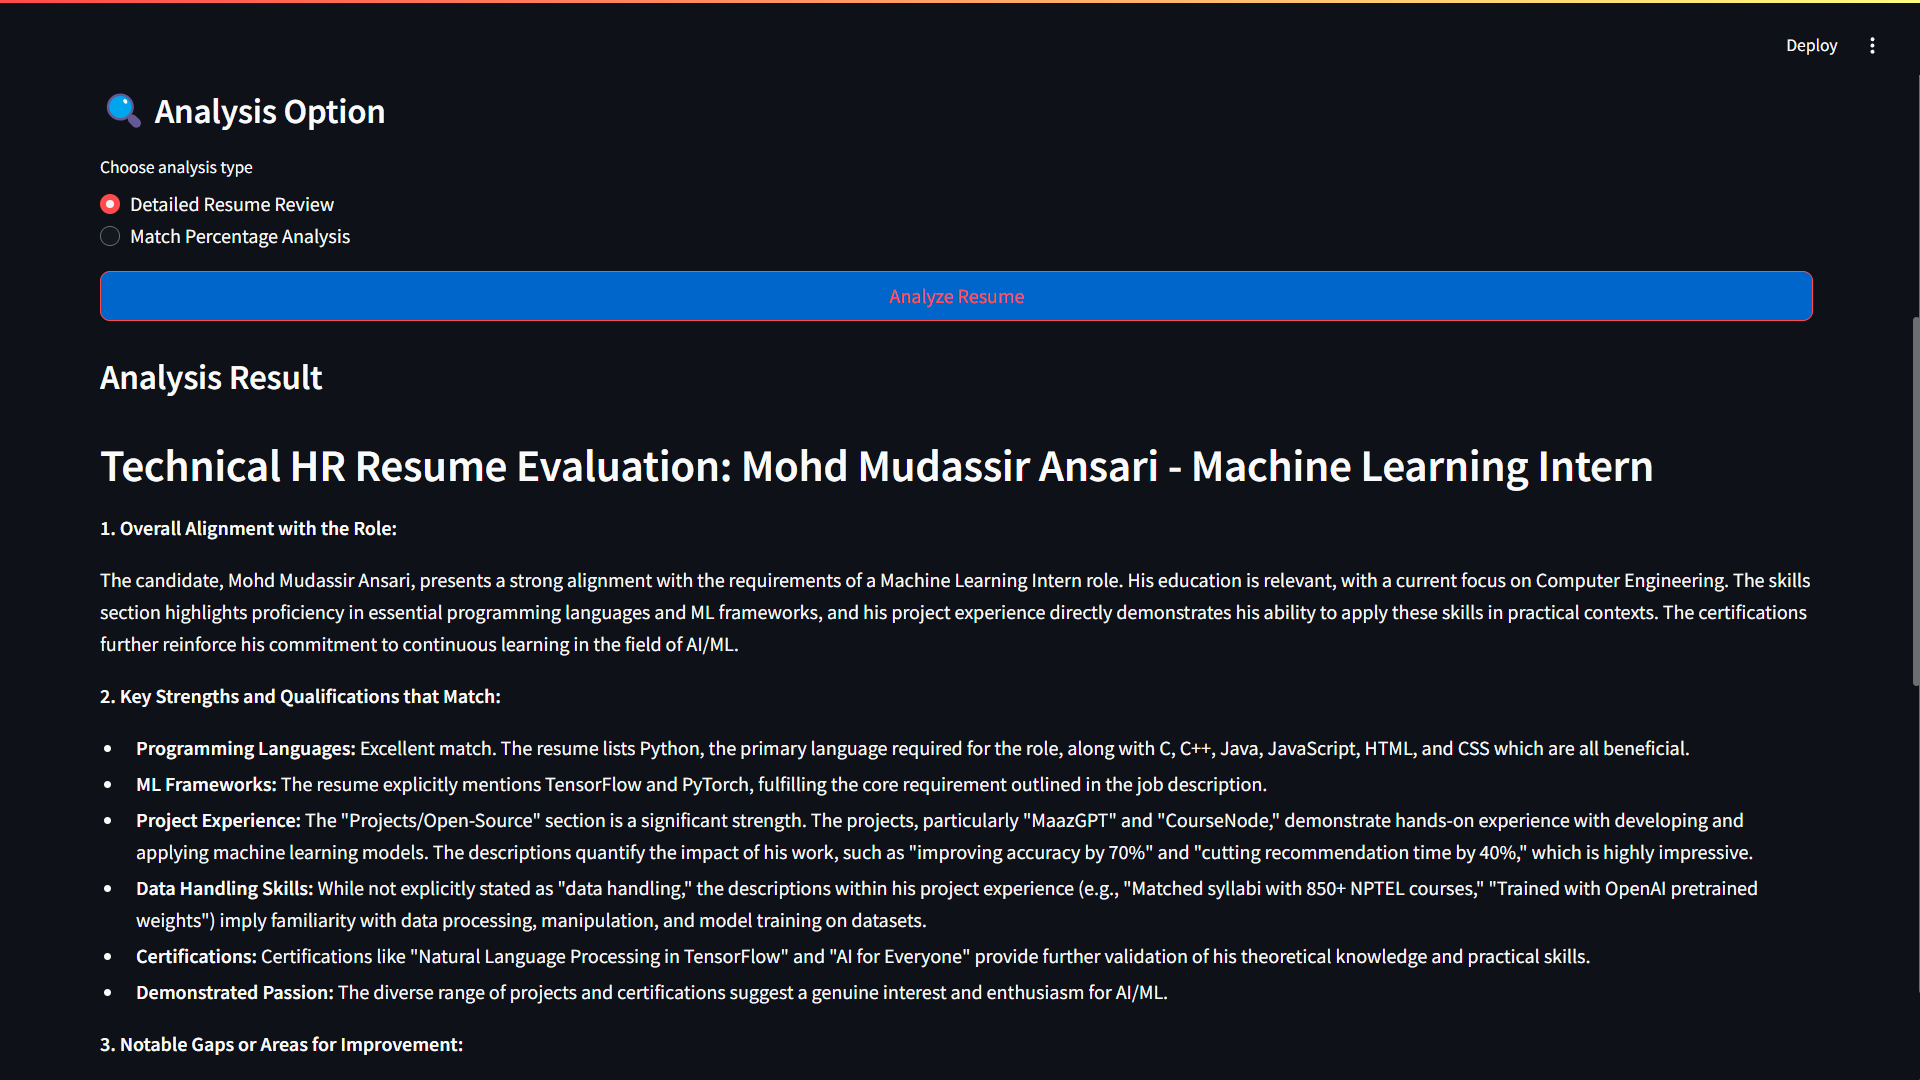 Deploy
Analysis Option
Choose analysis type
Detailed Resume Review
Match Percentage Analysis
Analyze Resume
Analysis Result
Technical HR Resume Evaluation: Mohd Mudassir Ansari - Machine Learning Intern
1. Overall Alignment with the Role:
The candidate, Mohd Mudassir Ansari, presents a strong alignment with the requirements of a Machine Learning Intern role. His education is relevant, with a current focus on Computer Engineering. The skills
section highlights proficiency in essential programming languages and ML frameworks, and his project experience directly demonstrates his ability to apply these skills in practical contexts. The certifications
further reinforce his commitment to continuous learning in the field of AI/ML.
2. Key Strengths and Qualifications that Match:
• Programming Languages: Excellent match. The resume lists Python, the primary language required for the role, along with C, C++, Java, JavaScript, HTML, and CSS which are all beneficial.
• ML Frameworks: The resume explicitly mentions TensorFlow and PyTorch, fulfilling the core requirement outlined in the job description.
• Project Experience: The "Projects/Open-Source" section is a significant strength. The projects, particularly "MaazGPT" and "CourseNode," demonstrate hands-on experience with developing and
applying machine learning models. The descriptions quantify the impact of his work, such as "improving accuracy by 70%" and "cutting recommendation time by 40%," which is highly impressive.
• Data Handling Skills: While not explicitly stated as "data handling," the descriptions within his project experience (e.g., "Matched syllabi with 850+ NPTEL courses," "Trained with OpenAI pretrained
weights") imply familiarity with data processing, manipulation, and model training on datasets.
• Certifications: Certifications like "Natural Language Processing in TensorFlow" and "AI for Everyone" provide further validation of his theoretical knowledge and practical skills.
• Demonstrated Passion: The diverse range of projects and certifications suggest a genuine interest and enthusiasm for AI/ML.
3. Notable Gaps or Areas for Improvement: